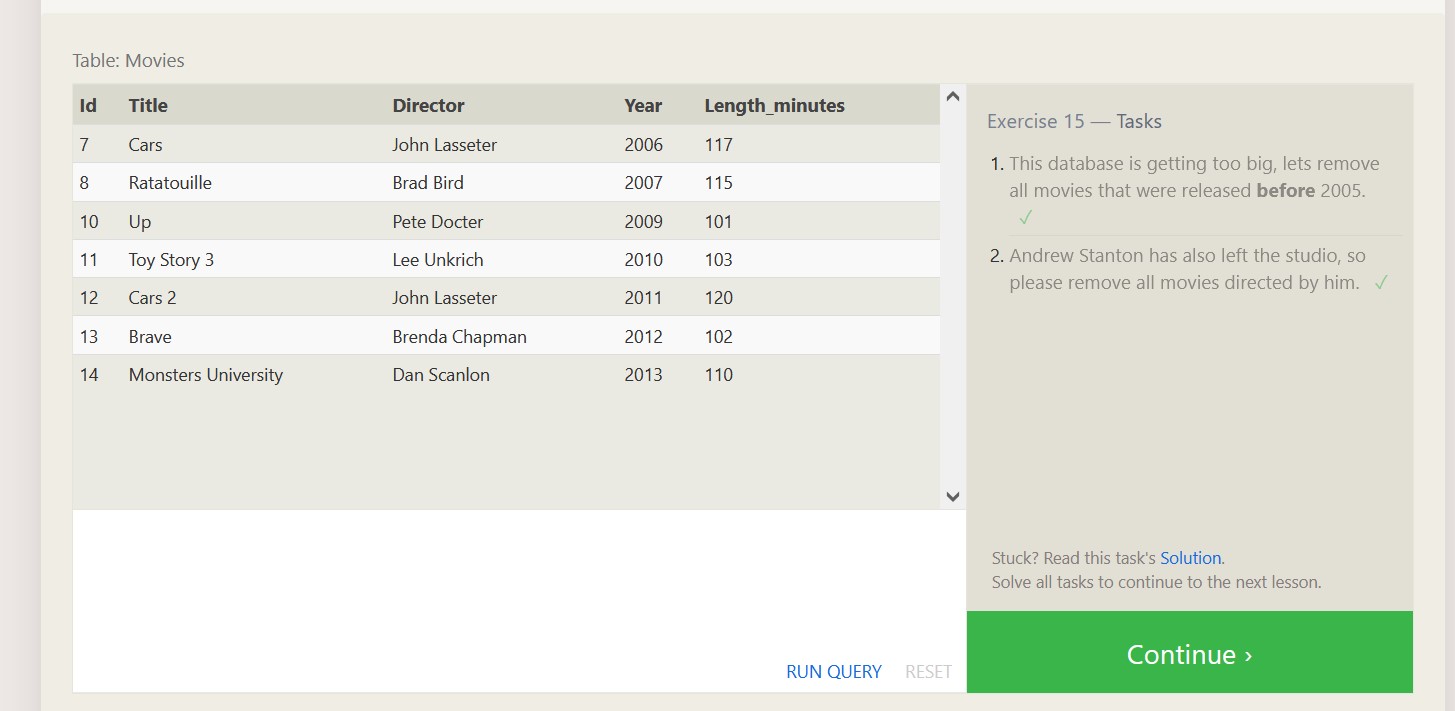 Table: Movies
Id Title Director Year Length_minutes
7 Cars John Lasseter 2006 117
8 Ratatouille Brad Bird 2007 115
10 Up Pete Docter 2009 101
11 Toy Story 3 Lee Unkrich 2010 103
12 Cars 2 John Lasseter 2011 120
13 Brave Brenda Chapman 2012 102
14 Monsters University Dan Scanlon 2013 110
RUN QUERY RESET
Exercise 15 — Tasks
1. This database is getting too big, lets remove
all movies that were released before 2005.
✓
2. Andrew Stanton has also left the studio, so
please remove all movies directed by him. ✓
Stuck? Read this task's Solution.
Solve all tasks to continue to the next lesson.
Continue ›